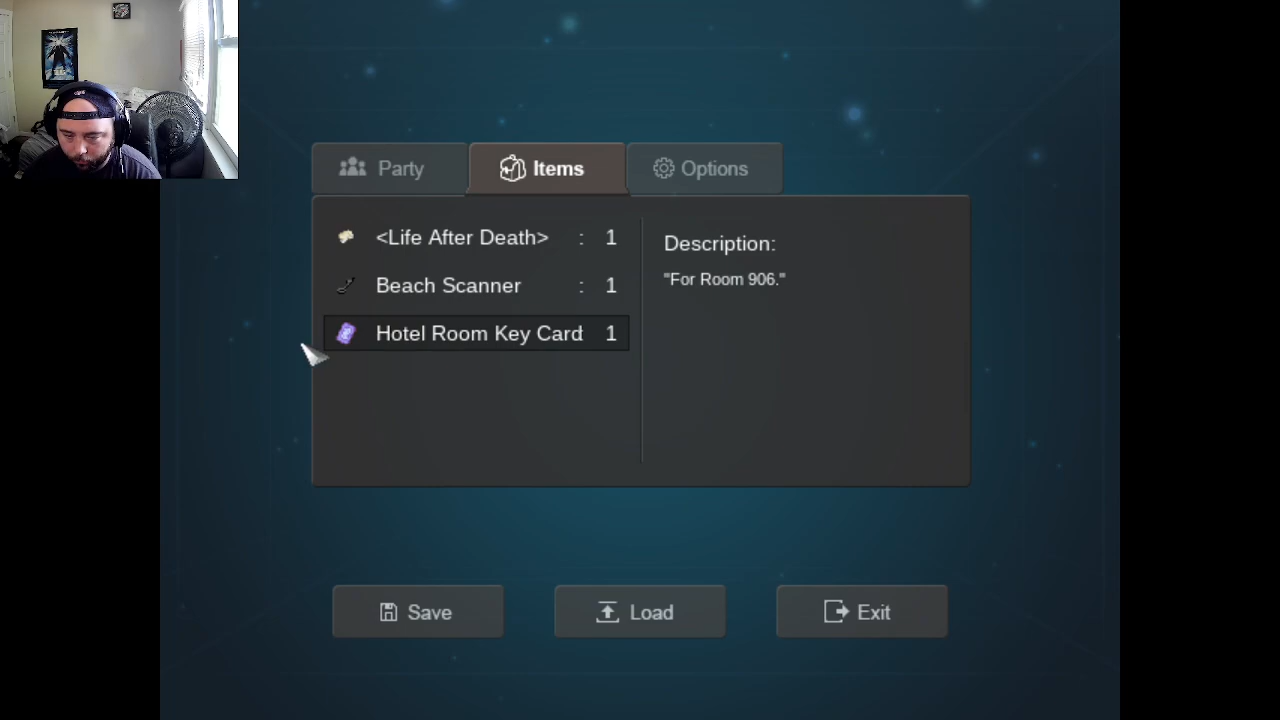 Party
Items
Options
<Life After Death> : 1
Beach Scanner : 1
Hotel Room Key Card 1
Description:
"For Room 906."
Save
Load
Exit